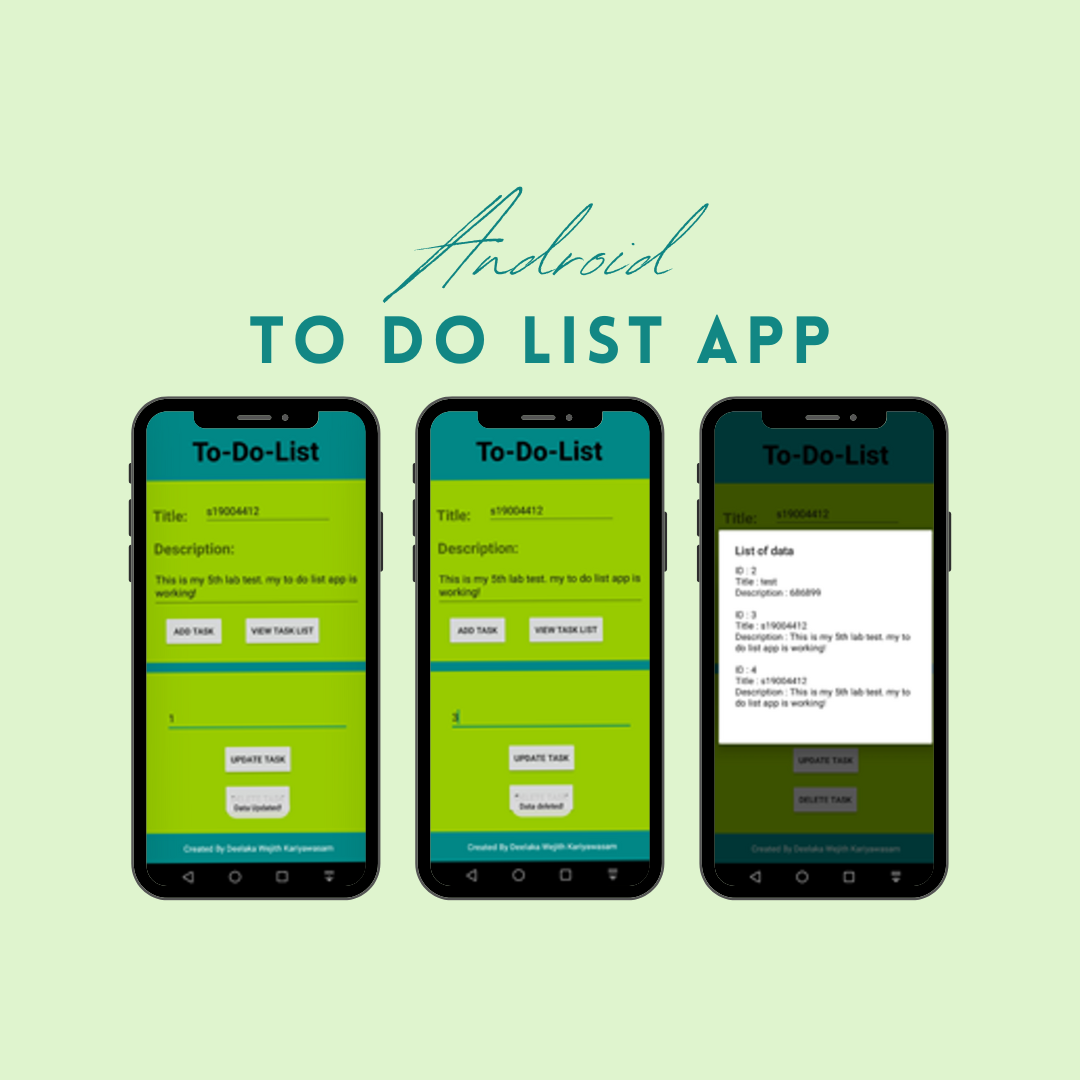 Android
TO DO LIST APP
To-Do-List
Title:
s19004412
Description:
This is my 5th lab test. my to do list app is
working!
ADD TASK
VIEW TASK LIST
1
UPDATE TASK
DELETE TASK
Data Updated!
Created By Deelaka Wejith Kariyawasam
To-Do-List
Title:
s19004412
Description:
This is my 5th lab test. my to do list app is
working!
ADD TASK
VIEW TASK LIST
3
UPDATE TASK
DELETE TASK
Data deleted!
Created By Deelaka Wejith Kariyawasam
To-Do-List
Title:
s19004412
List of data
ID : 2
Title : test
Description : 686899
ID : 3
Title : s19004412
Description : This is my 5th lab test. my to
do list app is working!
ID : 4
Title : s19004412
Description : This is my 5th lab test. my to
do list app is working!
UPDATE TASK
DELETE TASK
Created By Deelaka Wejith Kariyawasam